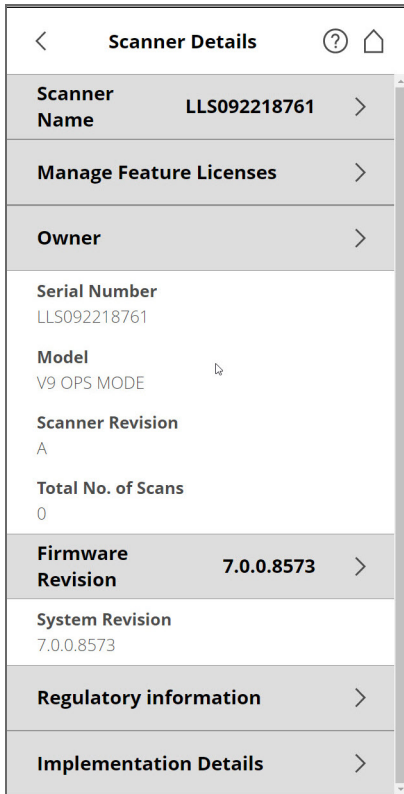 Scanner Details ?
Scanner
Name LLS092218761
Manage Feature Licenses
Owner
Serial Number
LLS092218761
Model
V9 OPS MODE
Scanner Revision
A
Total No. of Scans
0
Firmware
Revision 7.0.0.8573
System Revision
7.0.0.8573
Regulatory information
Implementation Details